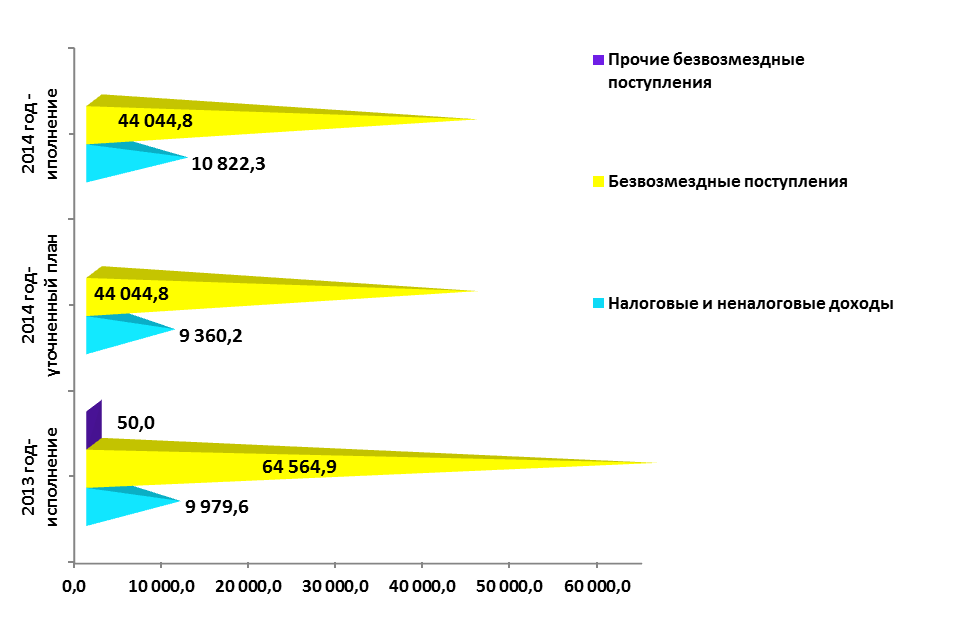 Прочие безвозмездные
поступления
Безвозмездные поступления
Налоговые и неналоговые доходы
2014 год -
иполнение
44 044,8
10 822,3
2014 год-
уточненный план
44 044,8
9 360,2
2013 год-
исполнение
50,0
64 564,9
9 979,6
0,0 10 000,0 20 000,0 30 000,0 40 000,0 50 000,0 60 000,0